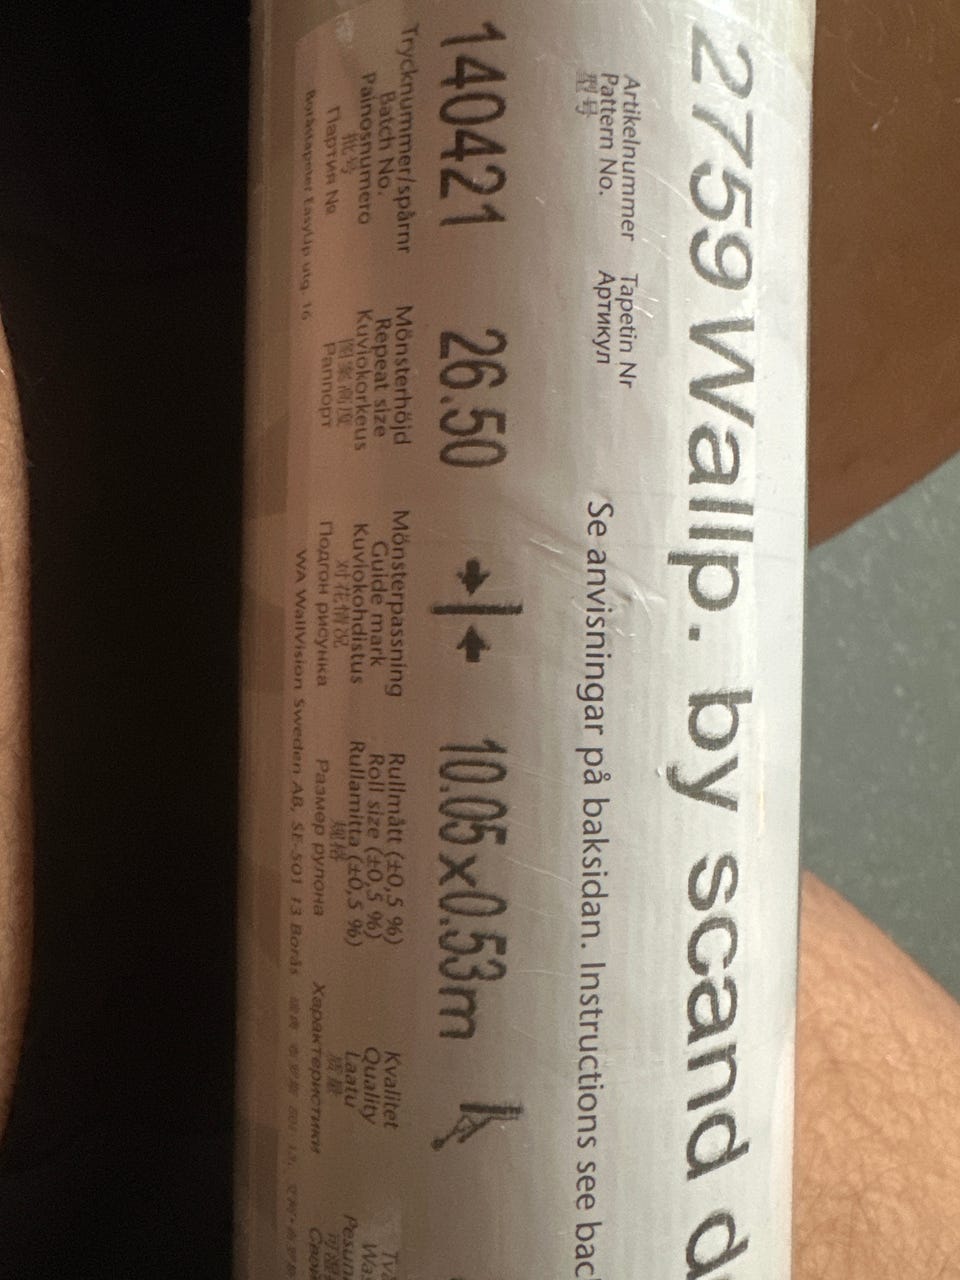 2759 Wallp. by scand d
Artikelnummer Tapetin Nr
Pattern No. Артикул
型号
Se anvisningar på baksidan. Instructions see bac
140421 26.50 10.05x0.53m
Trycknummer/spårnr Mönsterhöjd Mönsterpassning Rullmått (±0,5 %) Kvalitet
Batch No. Repeat size Guide mark Roll size (±0,5 %) Quality
Painosnumero Kuviokorkeus Kuviokohdistus Rullamitta (±0,5 %) Laatu Pesun
批号 图案高度 对花情况 规格 质量
Партия № Раппорт Подгон рисунка Размер рулона Характеристики
Boråstapeter EasyUp utg. 16 WA WallVision Sweden AB, SE-501 13 Borås